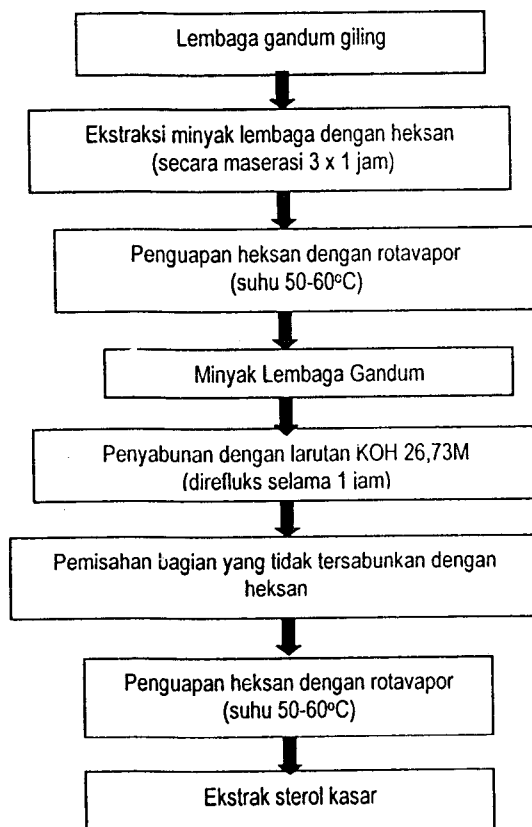 Lembaga gandum giling
Ekstraksi minyak lembaga dengan heksan
(secara maserasi 3 x 1 jam)
Penguapan heksan dengan rotavapor
(suhu 50-60ºC)
Minyak Lembaga Gandum
Penyabunan dengan larutan KOH 26,73M
(direfluks selama 1 jam)
Pemisahan bagian yang tidak tersabunkan dengan
heksan
Penguapan heksan dengan rotavapor
(suhu 50-60ºC)
Ekstrak sterol kasar